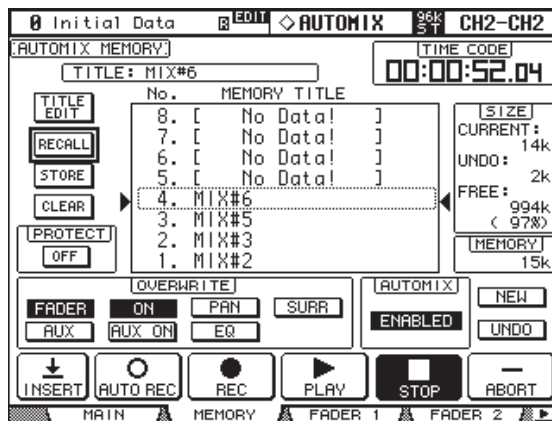 0 Initial Data R EDIT ◇AUTOMIX 96k ST CH2-CH2
AUTOMIX MEMORY
TIME CODE
TITLE: MIX#6
00:00:52.04
No. MEMORY TITLE
TITLE EDIT
RECALL
STORE
CLEAR
PROTECT
OFF
8. [ No Data! ]
7. [ No Data! ]
6. [ No Data! ]
5. [ No Data! ]
4. MIX#6
3. MIX#5
2. MIX#3
1. MIX#2
SIZE
CURRENT:
14k
UNDO:
2k
FREE:
994k
( 97%)
MEMORY
15k
OVERWRITE
FADER ON PAN SURR
AUX AUX ON EQ
AUTOMIX
ENABLED
NEW
UNDO
INSERT AUTO REC REC PLAY STOP ABORT
MAIN MEMORY FADER 1 FADER 2